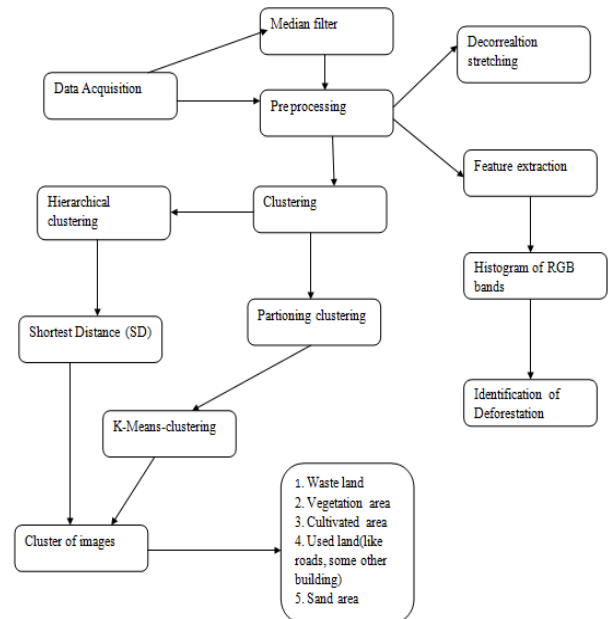 Median filter
Decorrealtion
stretching
Data Acquisition
Preprocessing
Feature extraction
Hierarchical
clustering
Clustering
Histogram of RGB
bands
Partioning clustering
Shortest Distance (SD)
Identification of
Deforestation
K-Means-clustering
1. Waste land
2. Vegetation area
3. Cultivated area
4. Used land(like
roads, some other
building)
5. Sand area
Cluster of images